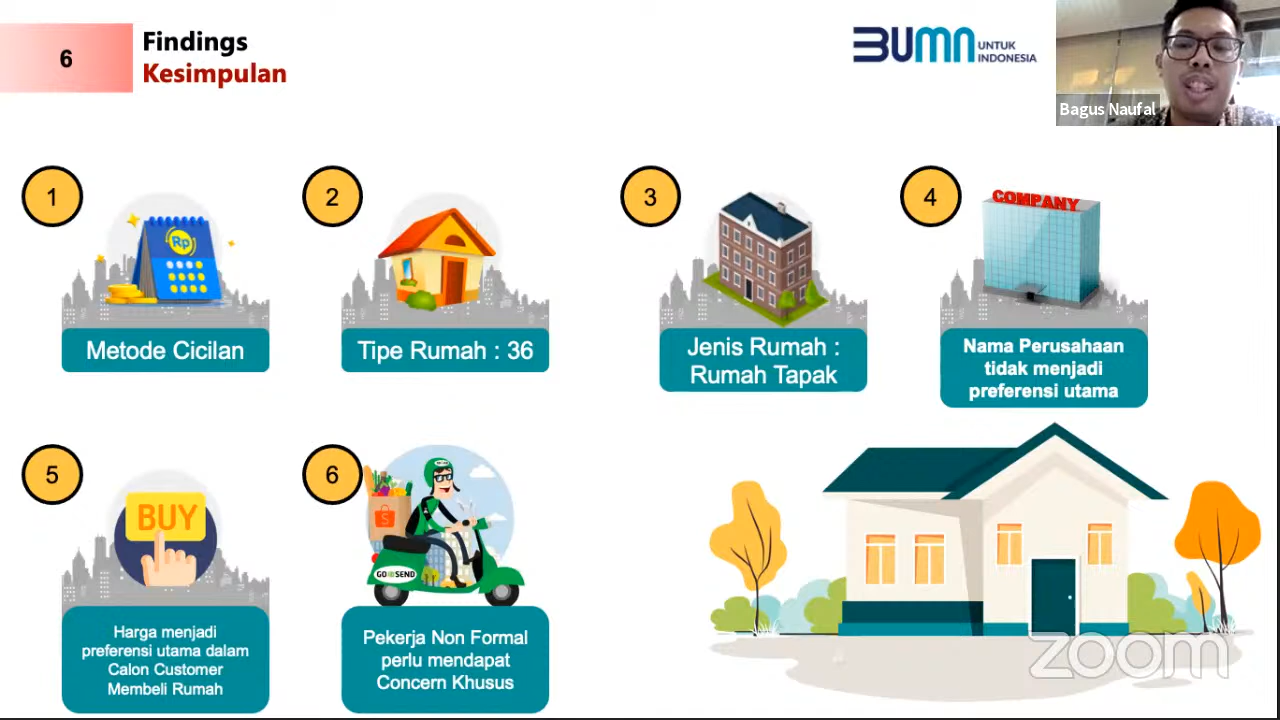 6
Findings
Kesimpulan
BUMN UNTUK
INDONESIA
Bagus Naufal
1
2
3
4
Rp
COMPANY
Metode Cicilan
Tipe Rumah : 36
Jenis Rumah :
Rumah Tapak
Nama Perusahaan
tidak menjadi
preferensi utama
5
6
BUY
S
GO SEND
Harga menjadi
preferensi utama dalam
Calon Customer
Membeli Rumah
Pekerja Non Formal
perlu mendapat
Concern Khusus
zoom